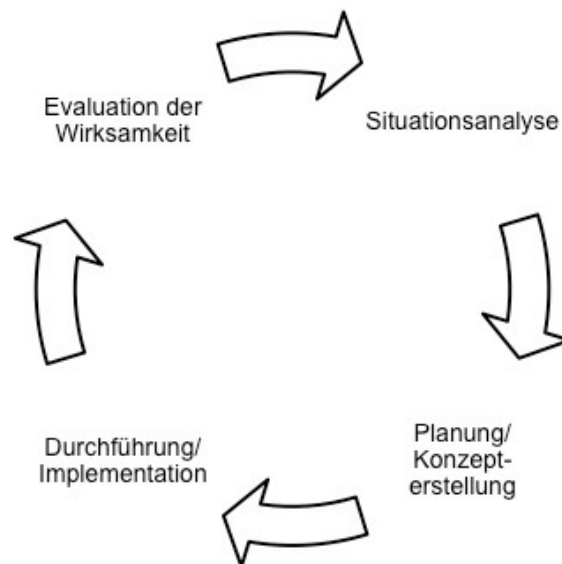 Evaluation der
Wirksamkeit
Situationsanalyse
Durchführung/
Implementation
Planung/
Konzept-
erstellung